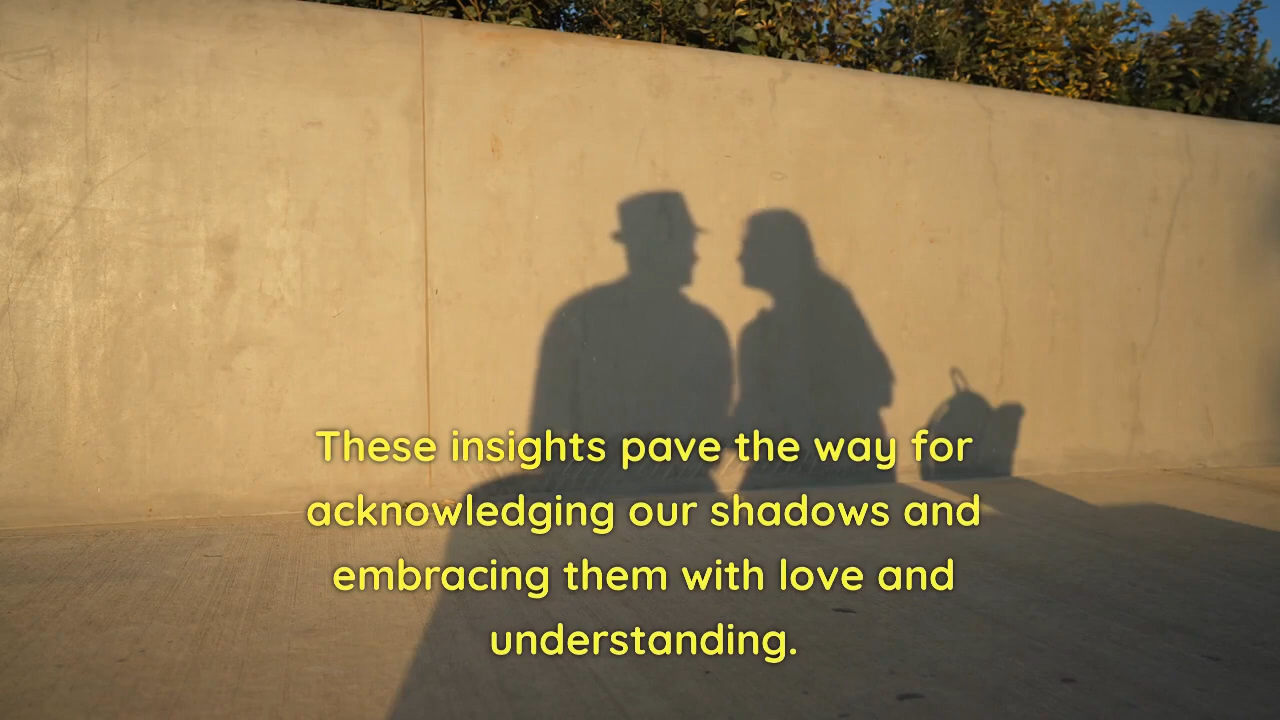 These insights pave the way for
acknowledging our shadows and
embracing them with love and
understanding.